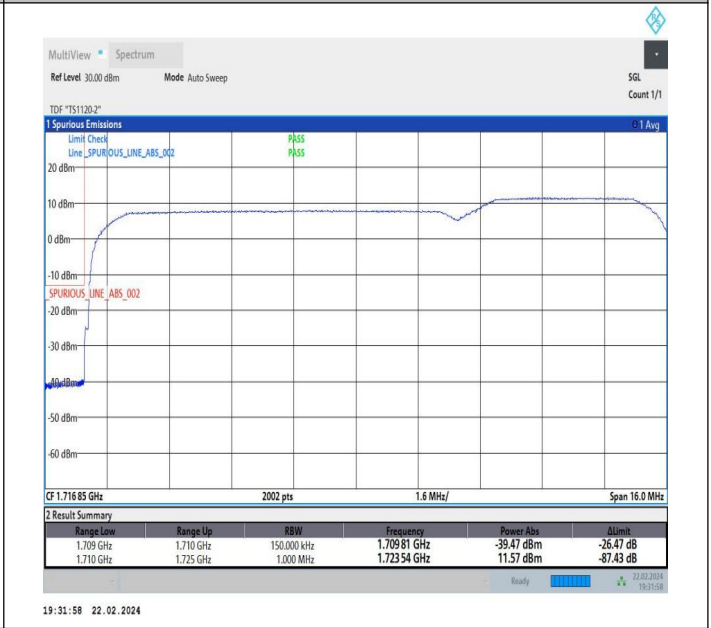 MultiView Spectrum
Ref Level 30.00 dBm Mode Auto Sweep SGL
Count 1/1
TDF "TS1120-2"
1 Spurious Emissions 1 Avg
Limit Check PASS
Line _SPURIOUS_LINE_ABS_002 PASS
20 dBm
10 dBm
0 dBm
-10 dBm
_SPURIOUS_LINE_ABS_002
-20 dBm
-30 dBm
-40 dBm
-50 dBm
-60 dBm
CF 1.716 85 GHz 2002 pts 1.6 MHz/ Span 16.0 MHz
2 Result Summary
Range Low Range Up RBW Frequency Power Abs ΔLimit
1.709 GHz 1.710 GHz 150.000 kHz 1.709 81 GHz -39.47 dBm -26.47 dB
1.710 GHz 1.725 GHz 1.000 MHz 1.723 54 GHz 11.57 dBm -87.43 dB
Ready 22.02.2024
19:31:58
19:31:58 22.02.2024